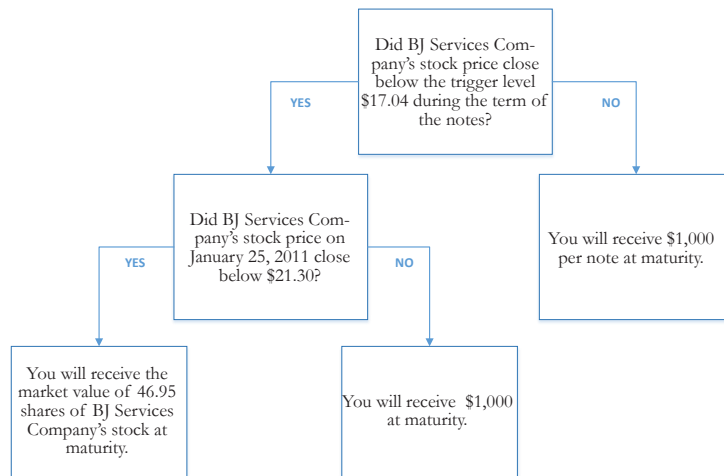 Did BJ Services Com-
pany's stock price close
below the trigger level
$17.04 during the term of
the notes?
YES
NO
Did BJ Services Com-
pany's stock price on
January 25, 2011 close
below $21.30?
You will receive $1,000
per note at maturity.
YES
NO
You will receive the
market value of 46.95
shares of BJ Services
Company's stock at
maturity.
You will receive $1,000
at maturity.